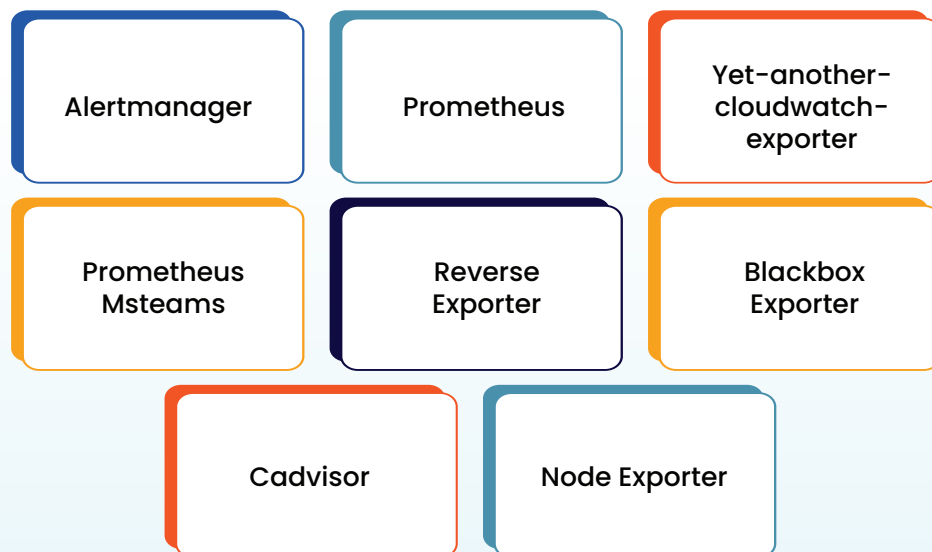 Alertmanager
Prometheus
Yet-another-
cloudwatch-
exporter
Prometheus
Msteams
Reverse
Exporter
Blackbox
Exporter
Cadvisor
Node Exporter